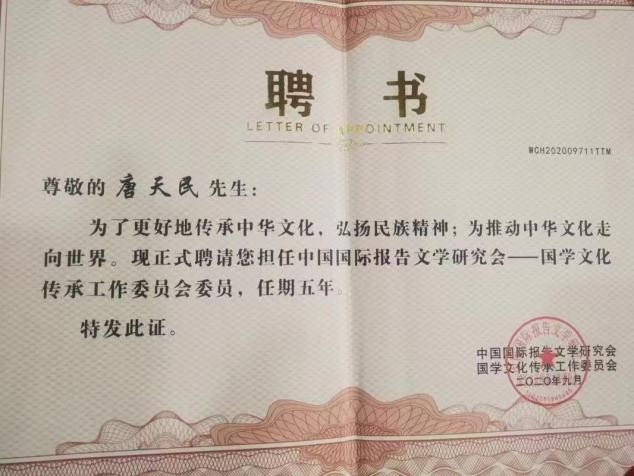 聘 书
LETTER OF APPOINTMENT
WCH202009711TTM
尊敬的 唐天民 先生：
为了更好地传承中华文化，弘扬民族精神；为推动中华文化走
向世界。现正式聘请您担任中国国际报告文学研究会——国学文化
传承工作委员会委员，任期五年。
特发此证。
中国国际报告文学研究会
国学文化传承工作委员会
二〇二〇年九月